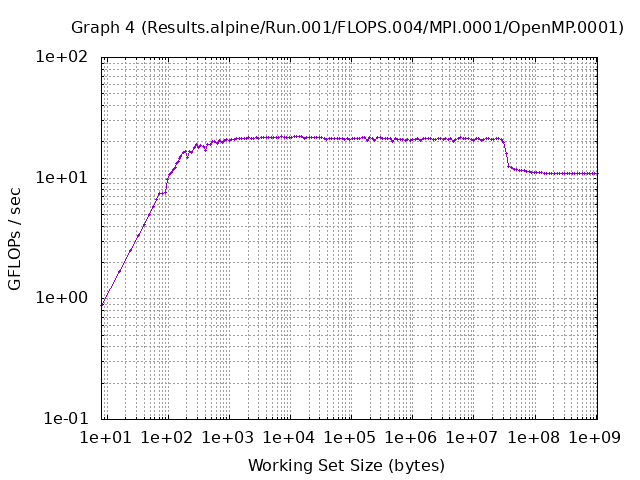 Graph 4 (Results.alpine/Run.001/FLOPS.004/MPI.0001/OpenMP.0001)
1e+02
1e+01
1e+00
1e-01
GFLOPs / sec
1e+01 1e+02 1e+03 1e+04 1e+05 1e+06 1e+07 1e+08 1e+09
Working Set Size (bytes)